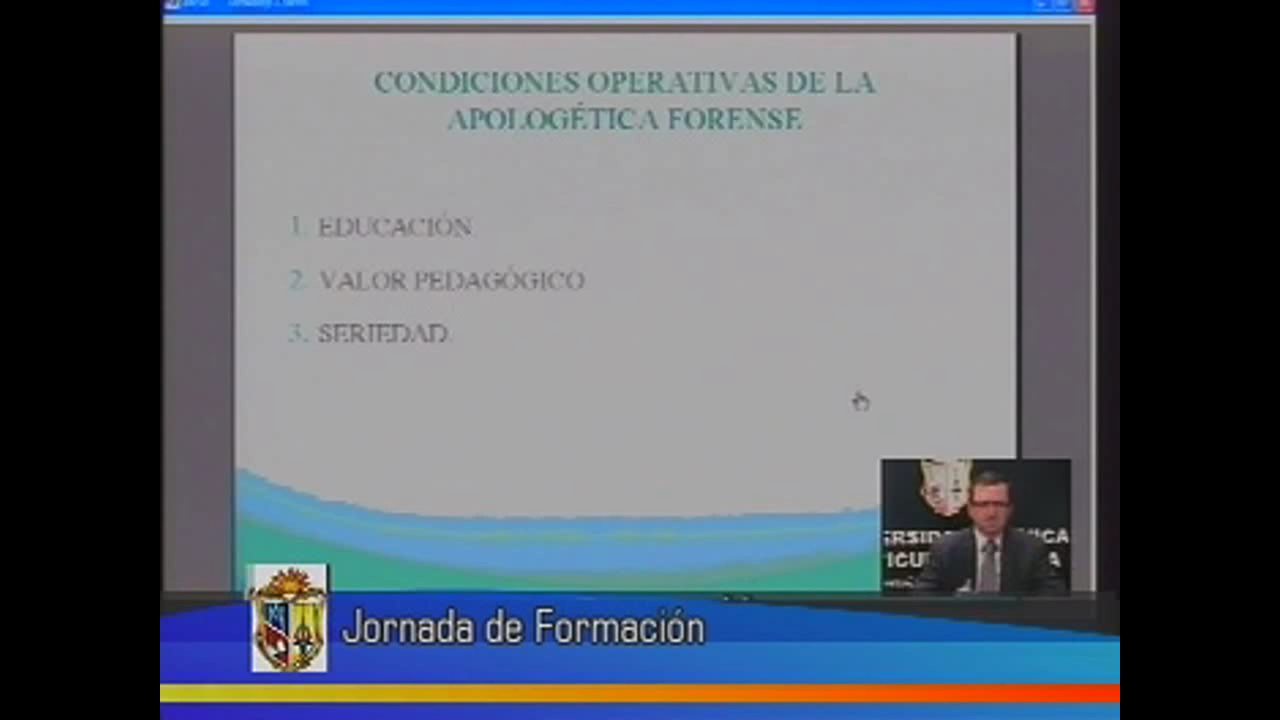 CONDICIONES OPERATIVAS DE LA
APOLOGÉTICA FORENSE
1. EDUCACIÓN
2. VALOR PEDAGÓGICO
3. SERIEDAD
Jornada de Formación